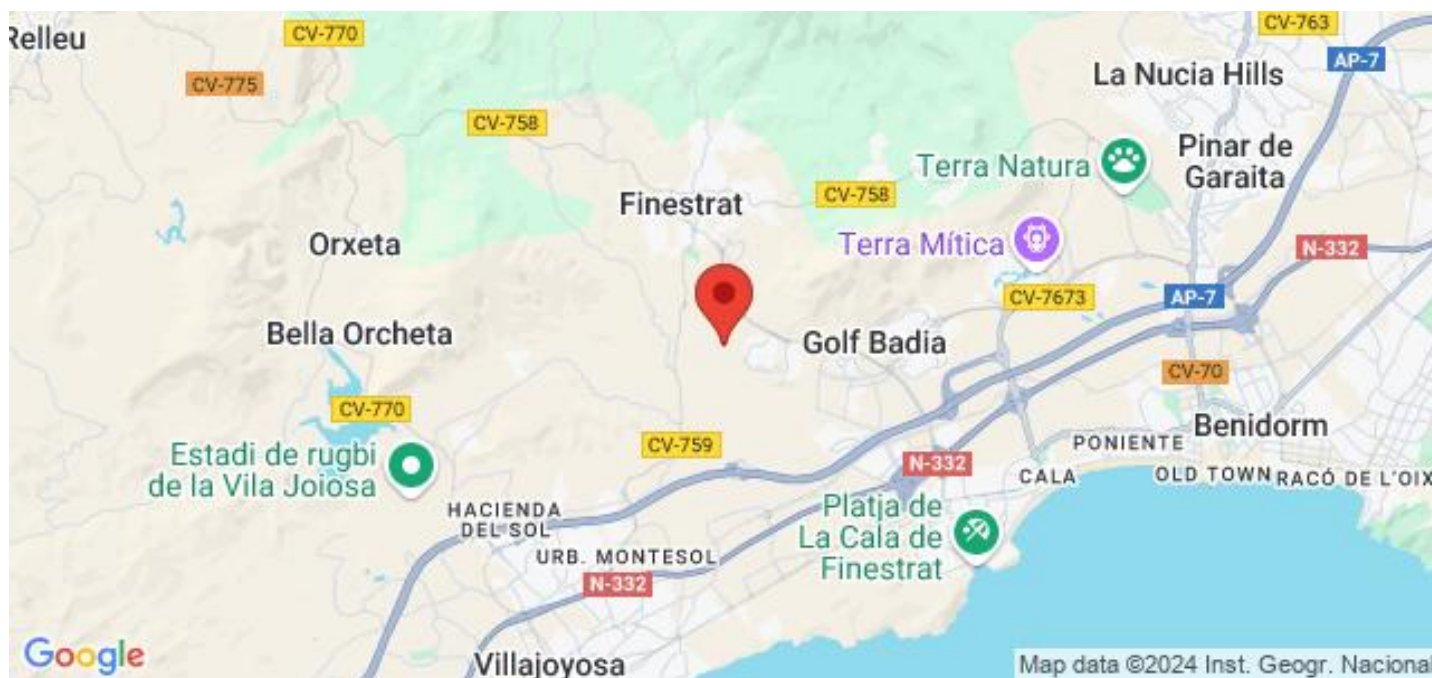 Relleu
CV-770
CV-763
AP-7
La Nucia Hills
CV-775
CV-758
Pinar de
Garaita
Terra Natura
CV-758
Finestrat
Orxeta
Terra Mítica
N-332
CV-7673
AP-7
Bella Orcheta
Golf Badia
CV-70
CV-770
Benidorm
CV-759
PONIENTE
Estadi de rugbi
de la Vila Joiosa
N-332
CALA
OLD TOWN
RACÓ DE L'OIX
HACIENDA
DEL SOL
Platja de
La Cala de
Finestrat
URB. MONTESOL
N-332
Google
Villajoyosa
Map data ©2024 Inst. Geogr. Nacional